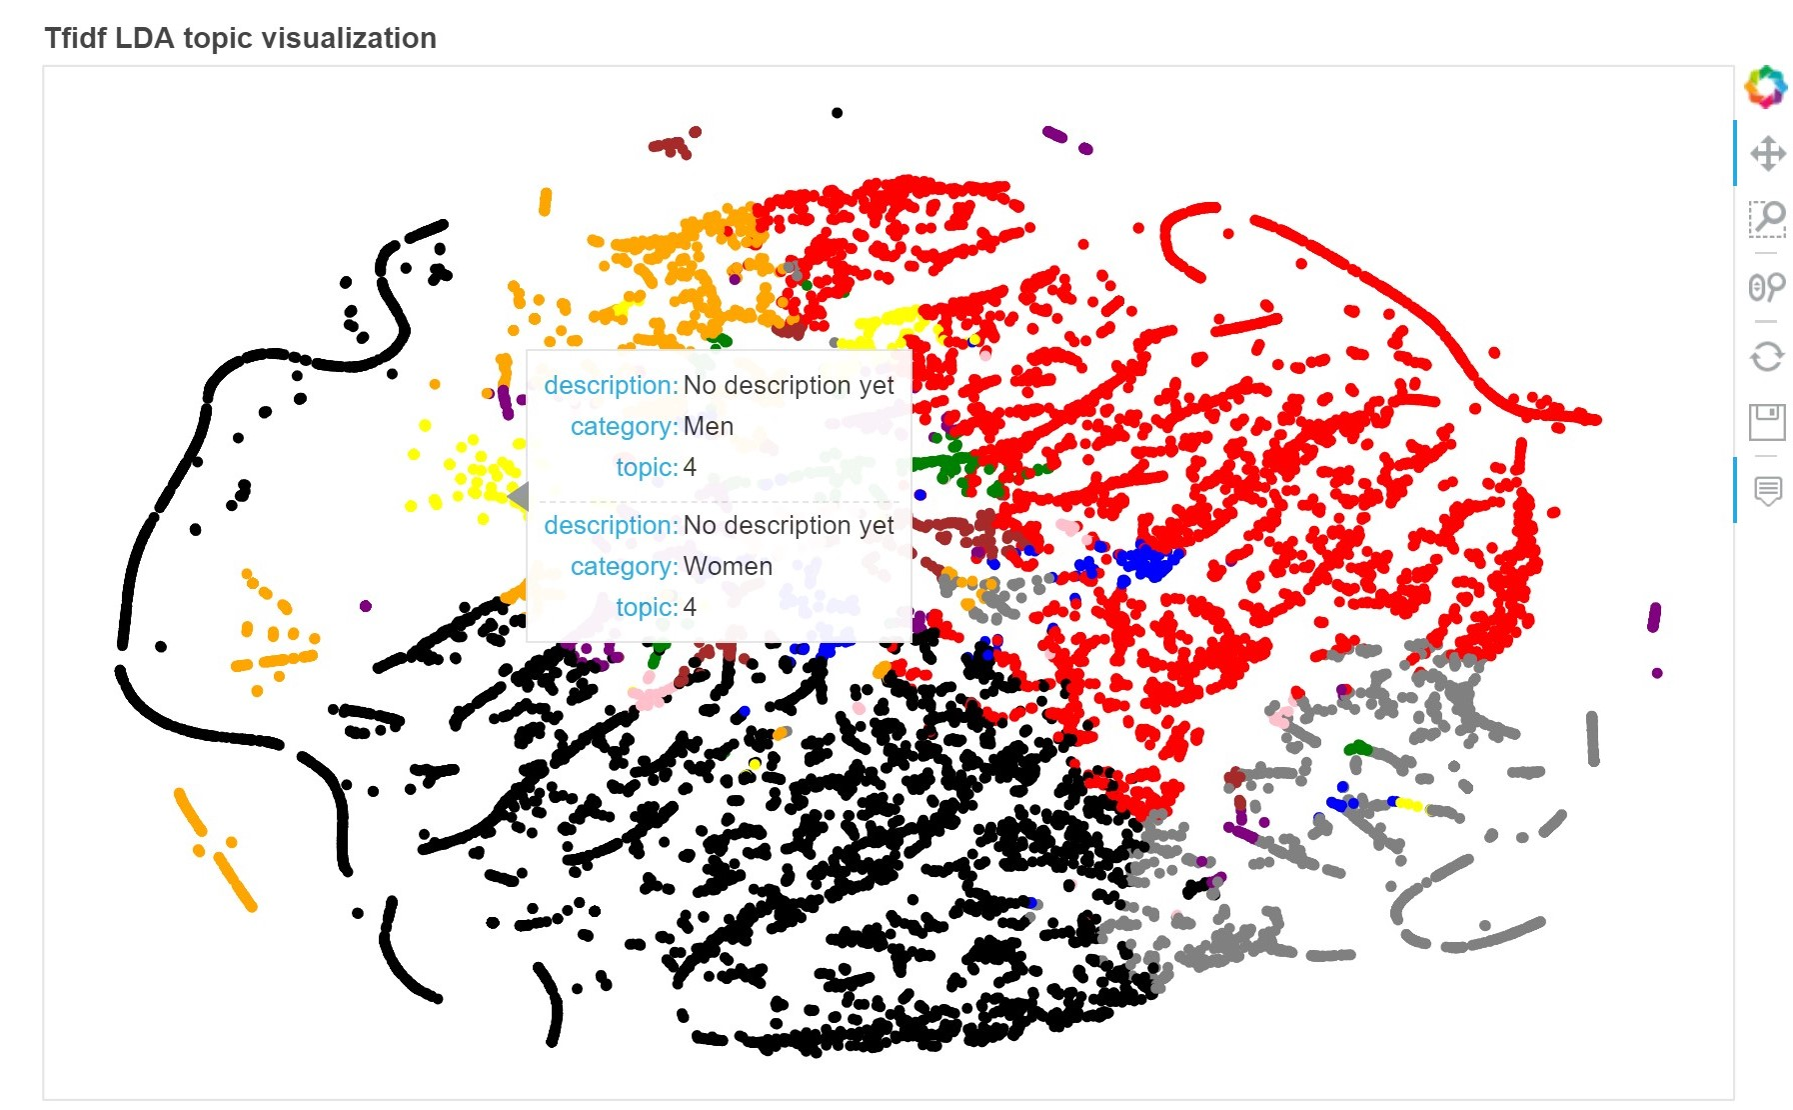 Tfidf LDA topic visualization
description: No description yet
category: Men
topic: 4
description: No description yet
category: Women
topic: 4